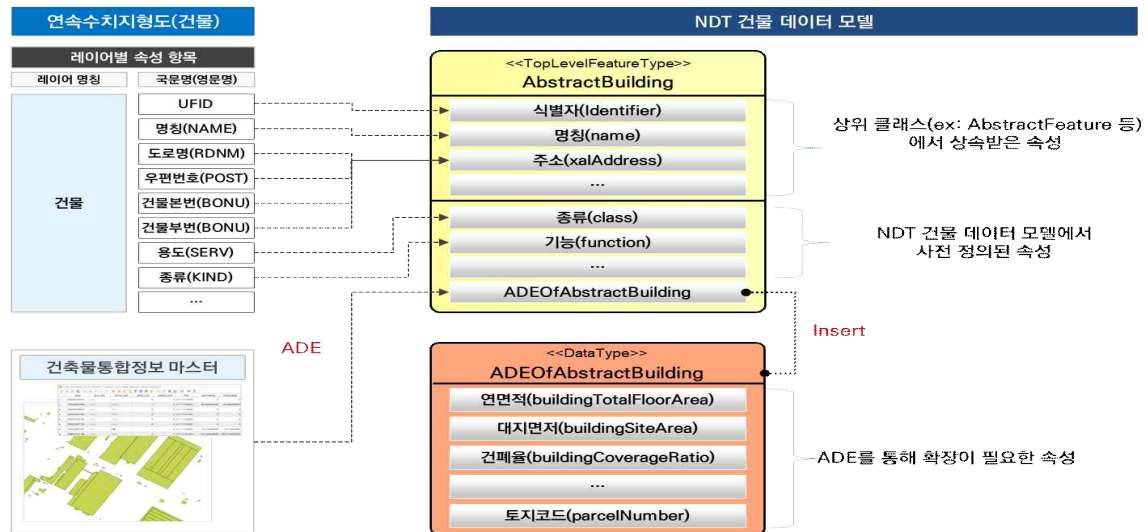 연속수치지형도(건물)
레이어별 속성 항목
레이어 명칭
국문명(영문명)
건물
UFID
명칭(NAME)
도로명(RDNM)
우편번호(POST)
건물본번(BONU)
건물부번(BONU)
용도(SERV)
종류(KIND)
...
건축물통합정보 마스터
ADE
NDT 건물 데이터 모델
<<TopLevelFeatureType>>
AbstractBuilding
식별자(Identifier)
명칭(name)
주소(xalAddress)
...
종류(class)
기능(function)
...
ADEOfAbstractBuilding
Insert
<<DataType>>
ADEOfAbstractBuilding
연면적(buildingTotalFloorArea)
대지면저(buildingSiteArea)
건폐율(buildingCoverageRatio)
...
토지코드(parcelNumber)
상위 클래스(ex: AbstractFeature 등)
에서 상속받은 속성
NDT 건물 데이터 모델에서
사전 정의된 속성
ADE를 통해 확장이 필요한 속성